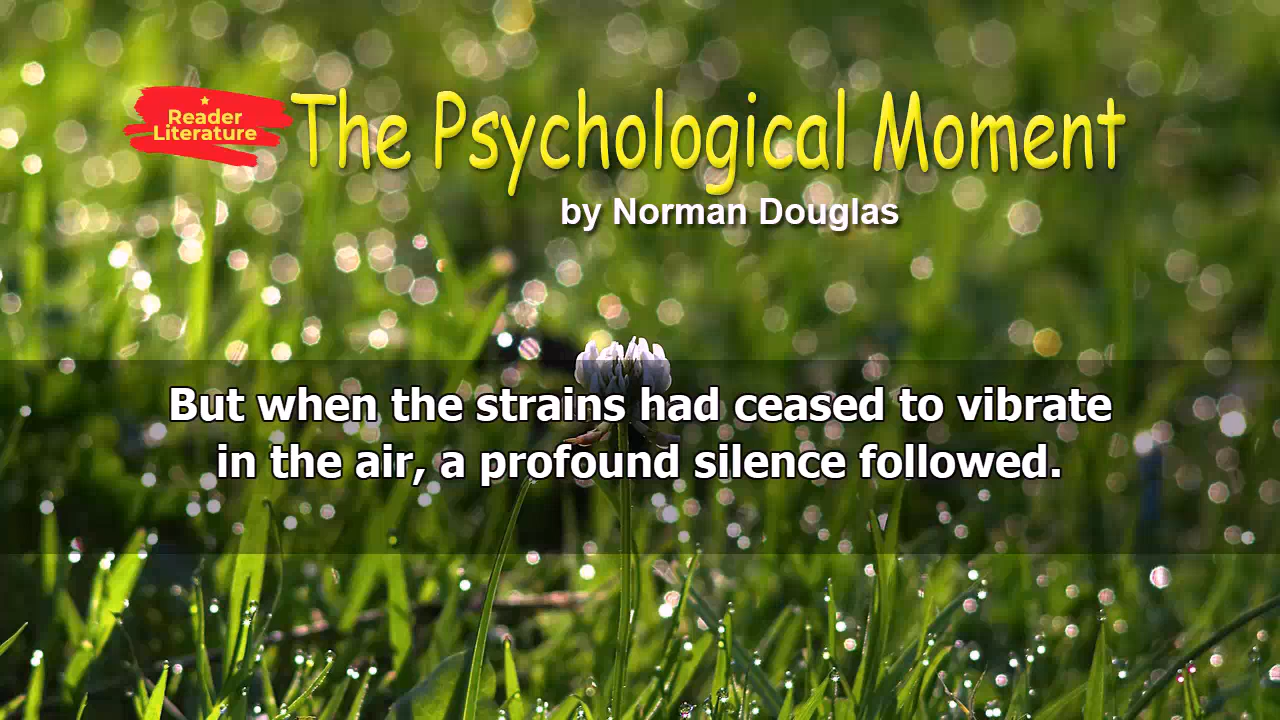 Reader
Literature
The Psychological Moment
by Norman Douglas
But when the strains had ceased to vibrate
in the air, a profound silence followed.